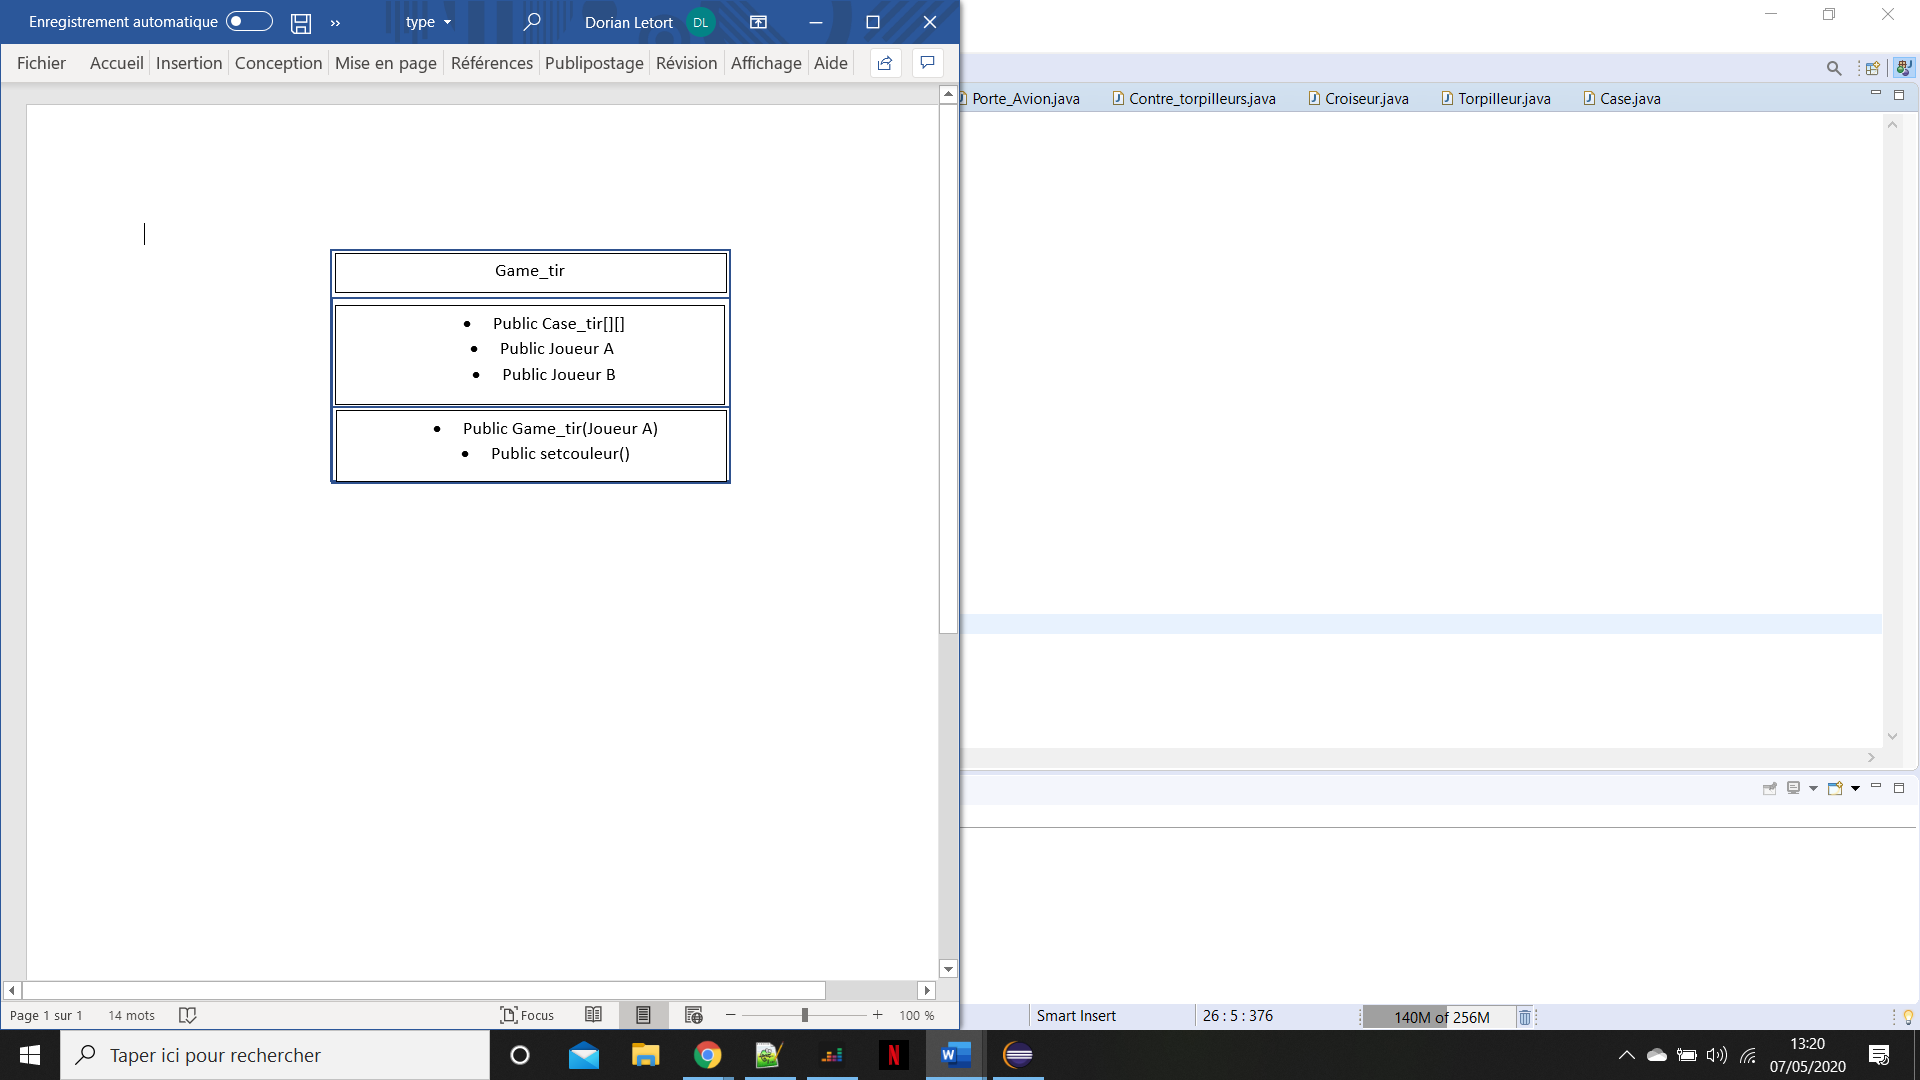 Enregistrement automatique
type
Dorian Letort
DL
Fichier Accueil Insertion Conception Mise en page Références Publipostage Révision Affichage Aide
Porte_Avion.java Contre_torpilleurs.java Croiseur.java Torpilleur.java Case.java
Game_tir
• Public Case_tir[][]
• Public Joueur A
• Public Joueur B
• Public Game_tir(Joueur A)
• Public setcouleur()
Page 1 sur 1 14 mots Focus 100 %
Smart Insert 26 : 5 : 376 140M of 256M
Taper ici pour rechercher
13:20
07/05/2020